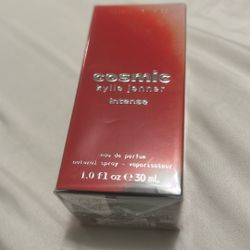 cosmic
kylie jenner
intense
eau de parfum
natural spray - vaporisateur
1.0 fl oz e 30 mL